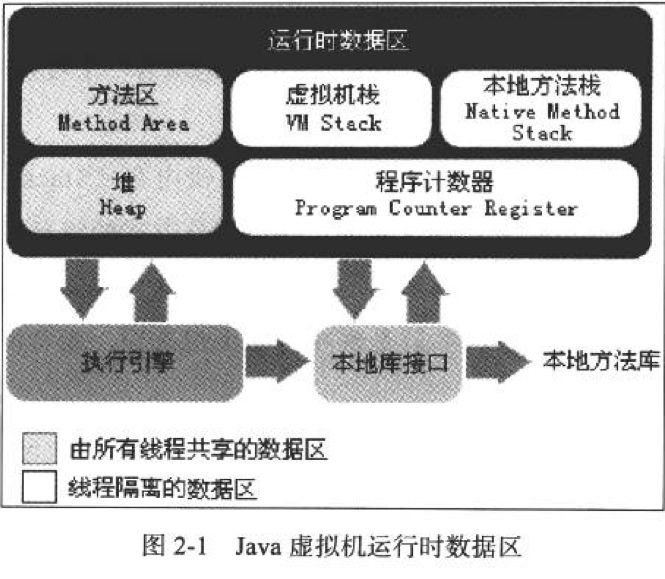 运行时数据区
方法区
Method Area
虚拟机栈
VM Stack
本地方法栈
Native Method
Stack
堆
Heap
程序计数器
Program Counter Register
执行引擎
本地库接口
本地方法库
由所有线程共享的数据区
线程隔离的数据区
图 2-1 Java 虚拟机运行时数据区